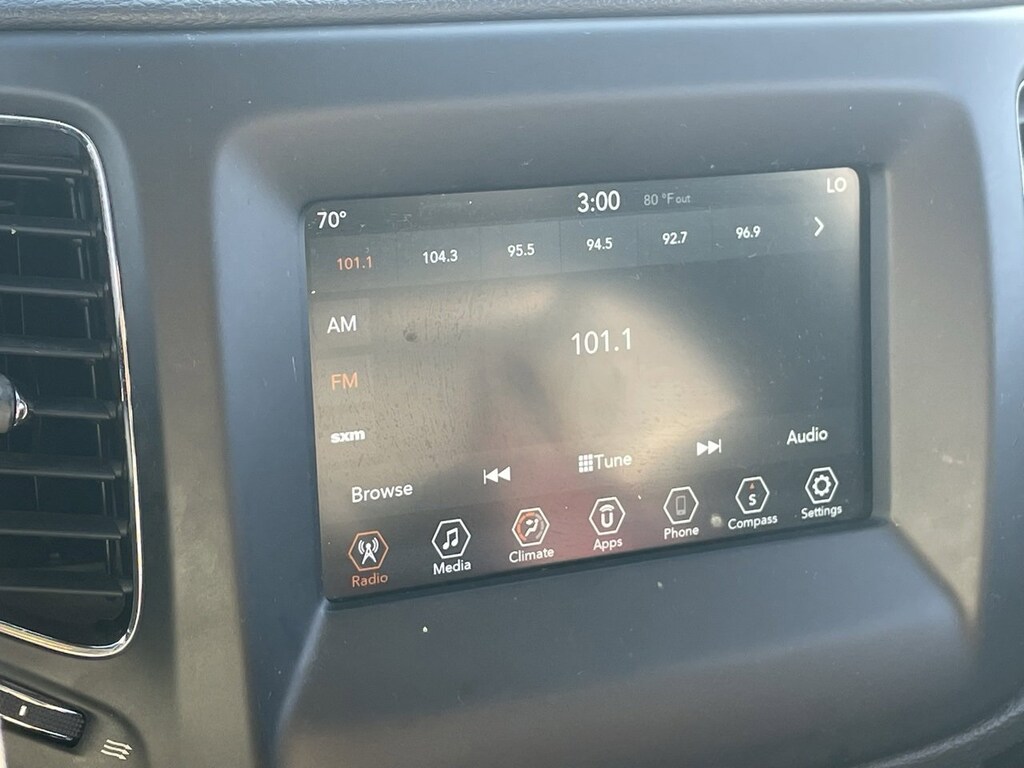 70° 3:00 80 °F out LO
101.1 104.3 95.5 94.5 92.7 96.9
AM
101.1
FM
sxm
Browse Tune Audio
Radio Media Climate Apps Phone S Compass Settings